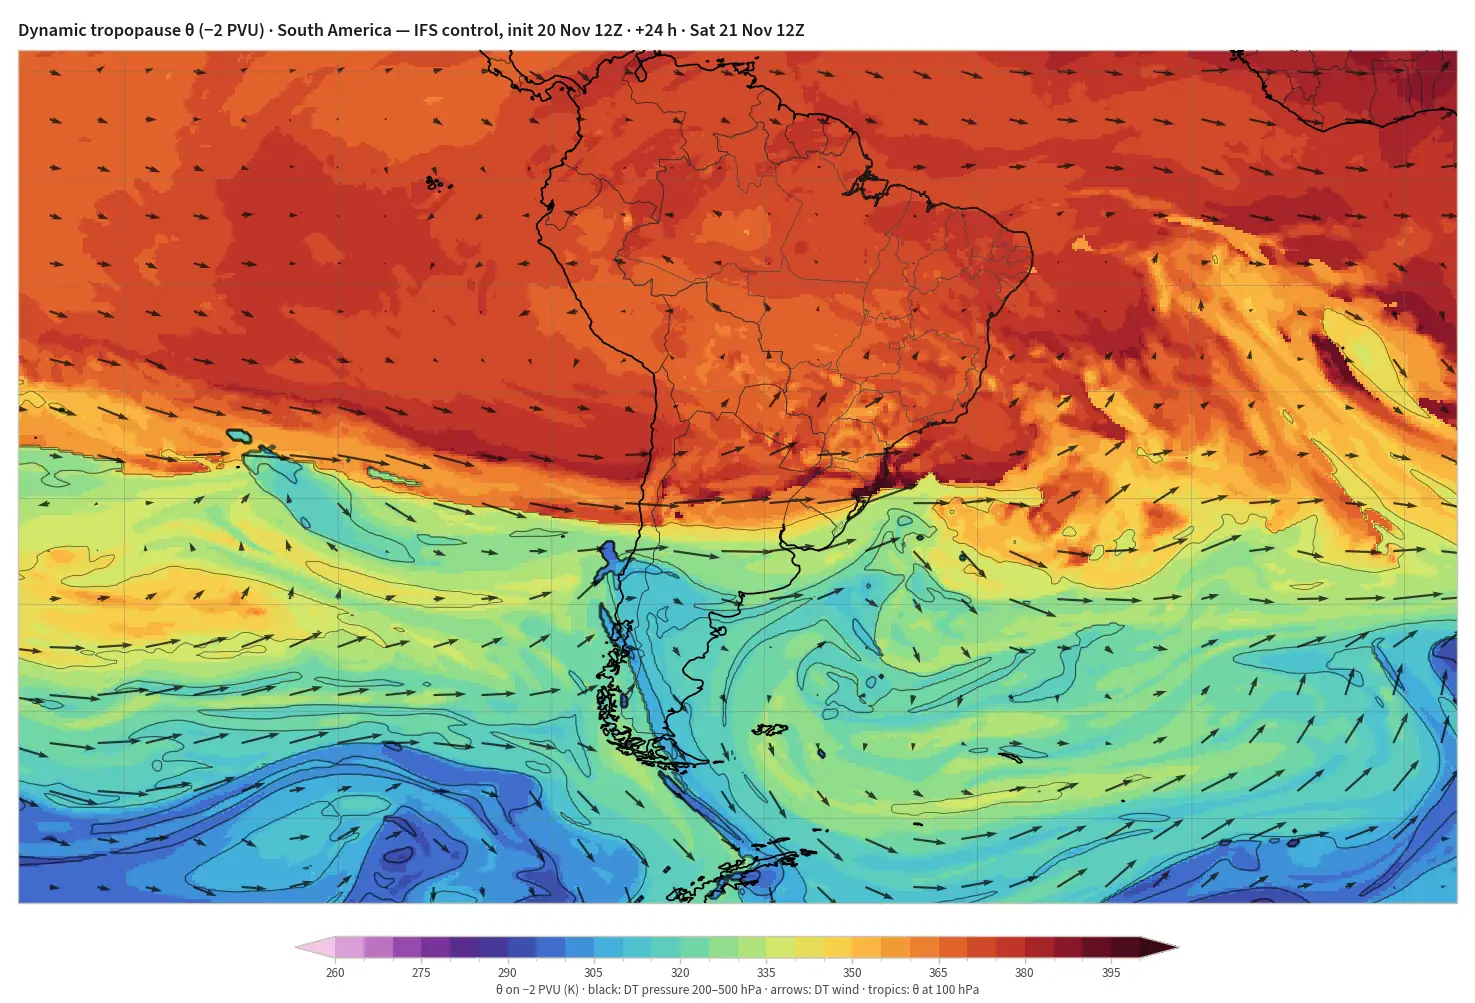 Dynamic tropopause θ (−2 PVU) · South America — IFS control, init 20 Nov 12Z · +24 h · Sat 21 Nov 12Z
260 275 290 305 320 335 350 365 380 395
θ on −2 PVU (K) · black: DT pressure 200–500 hPa · arrows: DT wind · tropics: θ at 100 hPa